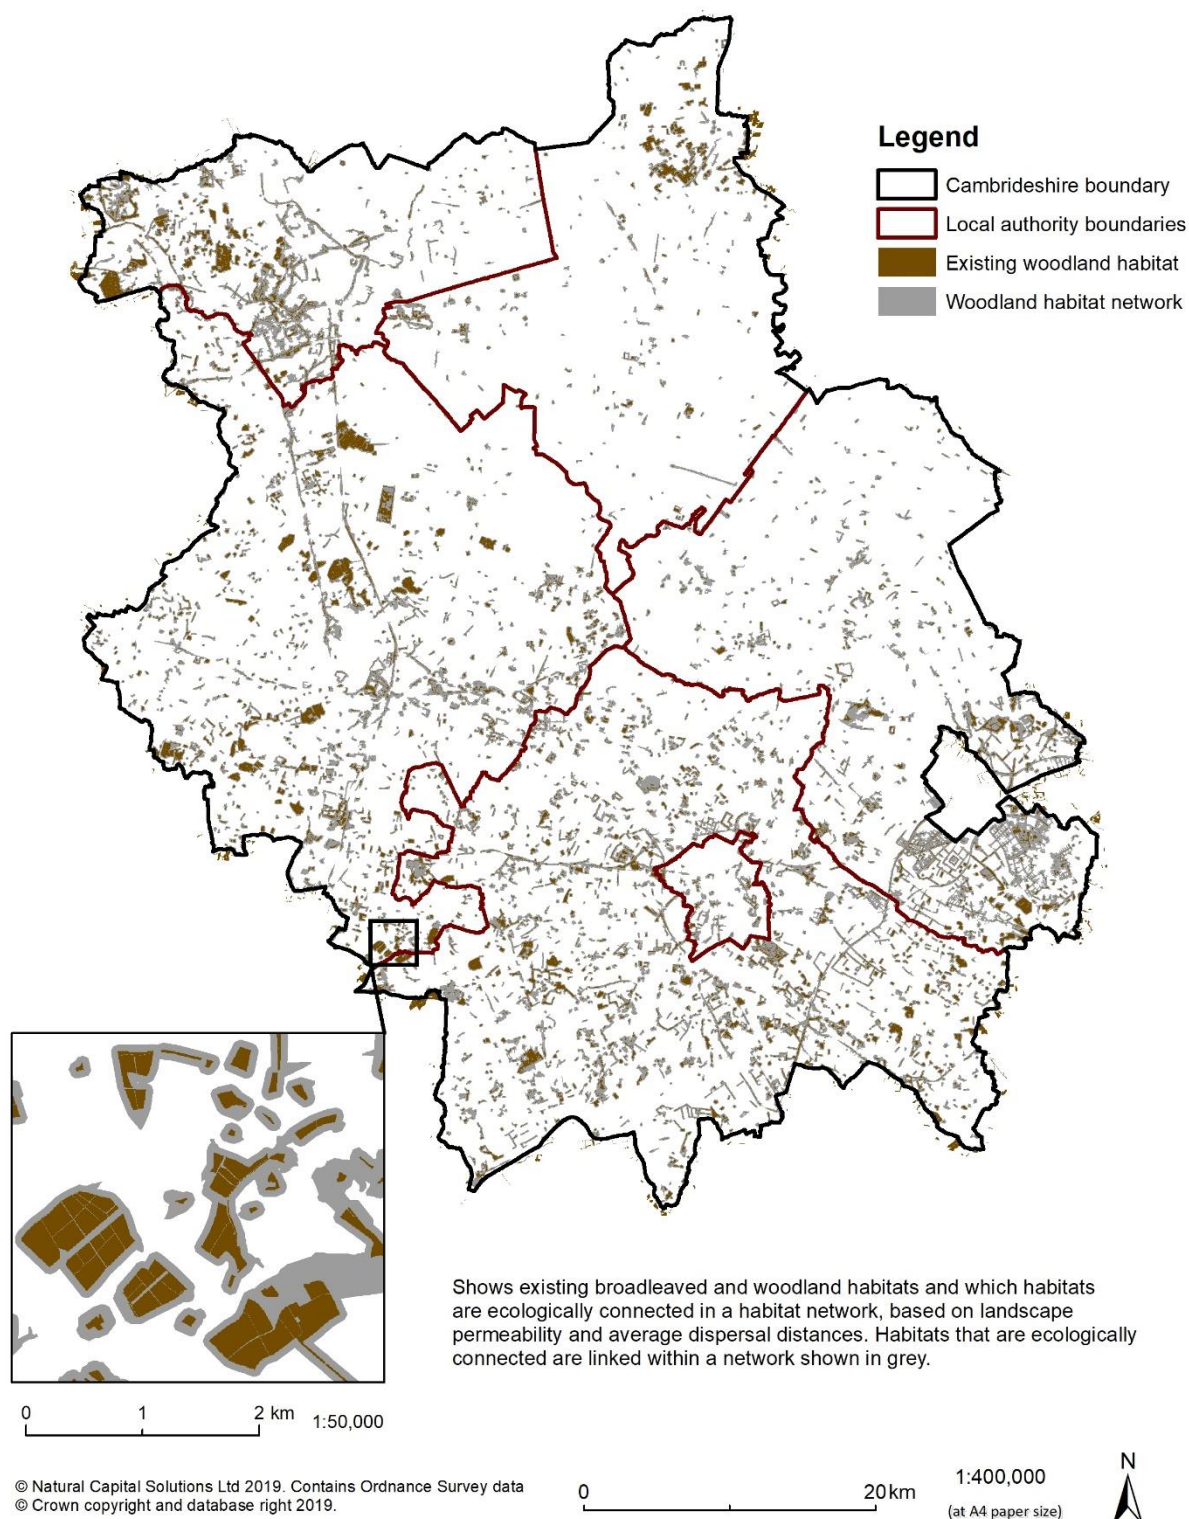 Legend
Cambrideshire boundary
Local authority boundaries
Existing woodland habitat
Woodland habitat network
Shows existing broadleaved and woodland habitats and which habitats
are ecologically connected in a habitat network, based on landscape
permeability and average dispersal distances. Habitats that are ecologically
connected are linked within a network shown in grey.
0 1 2 km 1:50,000
© Natural Capital Solutions Ltd 2019. Contains Ordnance Survey data
© Crown copyright and database right 2019.
0 20 km
1:400,000
(at A4 paper size)
N